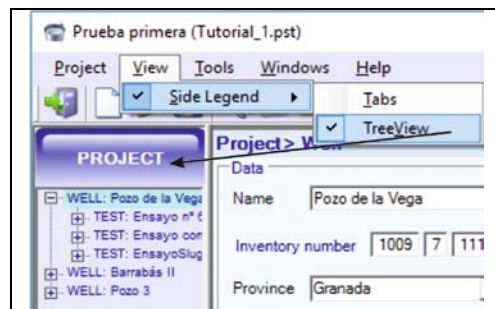 Prueba primera (Tutorial_1.pst)
Project View Tools Windows Help
Side Legend Tabs
TreeView
PROJECT
Project>
Data
WELL: Pozo de la Vega
TEST: Ensayo nº
TEST: Ensayo con
TEST: EnsayoSlug
WELL: Barrabás II
WELL: Pozo 3
Name Pozo de la Vega
Inventory number 1009 7 111
Province Granada